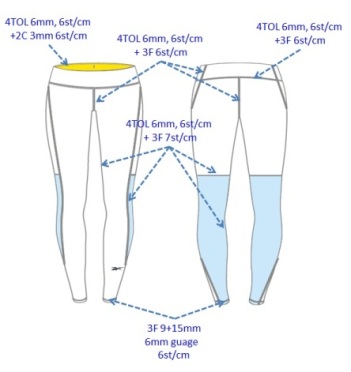 4TOL 6mm, 6st/cm
+2C 3mm 6st/cm
4TOL 6mm, 6st/cm
+ 3F 6st/cm
4TOL 6mm, 6st/cm
+3F 6st/cm
4TOL 6mm, 6st/cm
+ 3F 7st/cm
3F 9+15mm
6mm guage
6st/cm